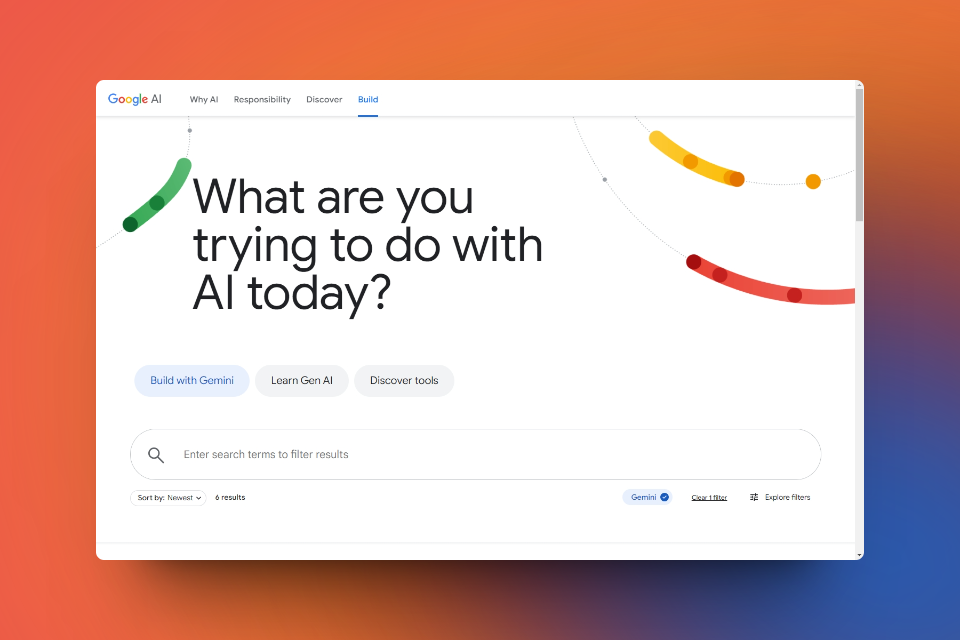 Google AI Why AI Responsibility Discover Build
What are you
trying to do with
AI today?
Build with Gemini Learn Gen AI Discover tools
Enter search terms to filter results
Sort by: Newest 6 results Gemini Clear 1 filter Explore filters